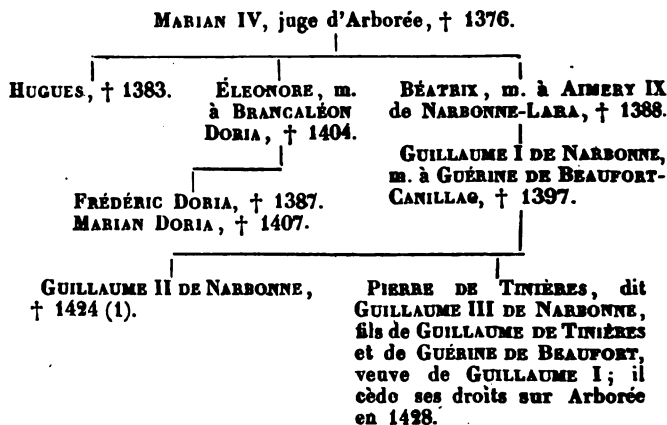 MARIAN IV, juge d'Arborée, † 1376.
HUGUES, † 1383.
ÉLEONORE, m.
à BRANCALÉON
DORIA, † 1404.
BÉATRIX, m. à AIMERY IX
de NARBONNE-LARA, † 1388.
FRÉDÉRIC DORIA, † 1387.
MARIAN DORIA, † 1407.
GUILLAUME I DE NARBONNE,
m. à GUÉRINE DE BEAUFORT-
CANILLAC, † 1397.
GUILLAUME II DE NARBONNE,
† 1424 (1).
PIERRE DE TINIÈRES, dit
GUILLAUME III DE NARBONNE,
fils de GUILLAUME DE TINIÈRES
et de GUÉRINE DE BEAUFORT,
veuve de GUILLAUME I; il
cède ses droits sur Arborée
en 1428.